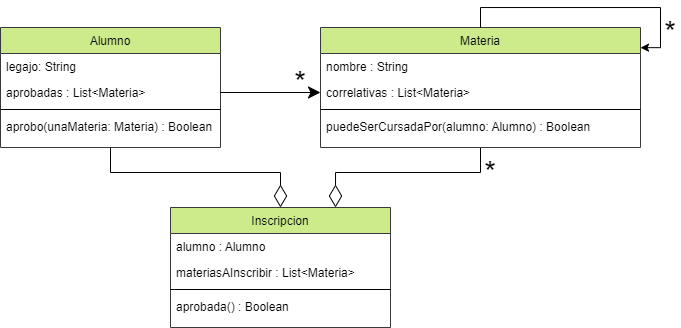 Alumno
legajo: String
aprobadas : List<Materia>
aprobo(unaMateria: Materia) : Boolean
*
Materia
nombre : String
correlativas : List<Materia>
puedeSerCursadaPor(alumno: Alumno) : Boolean
*
*
Inscripcion
alumno : Alumno
materiasAInscribir : List<Materia>
aprobada() : Boolean